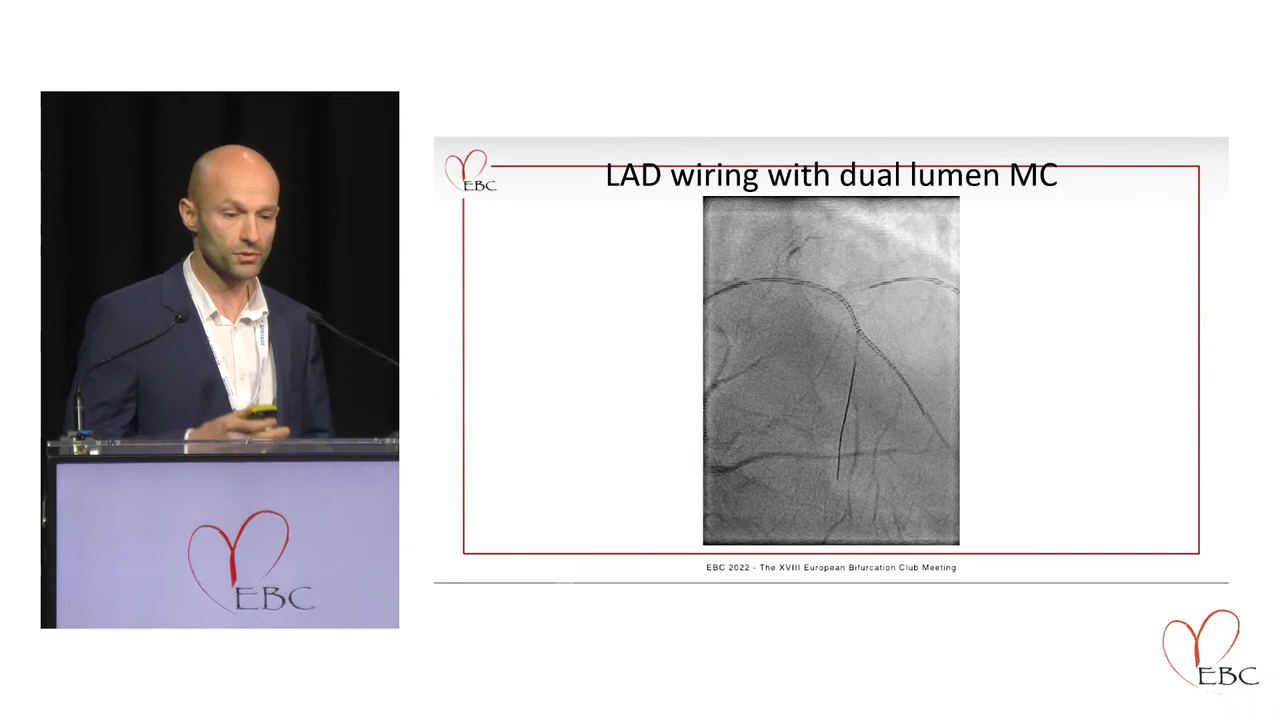 EBC
LAD wiring with dual lumen MC
EBC 2022 - The XVIII European Bifurcation Club Meeting
EBC
EBC